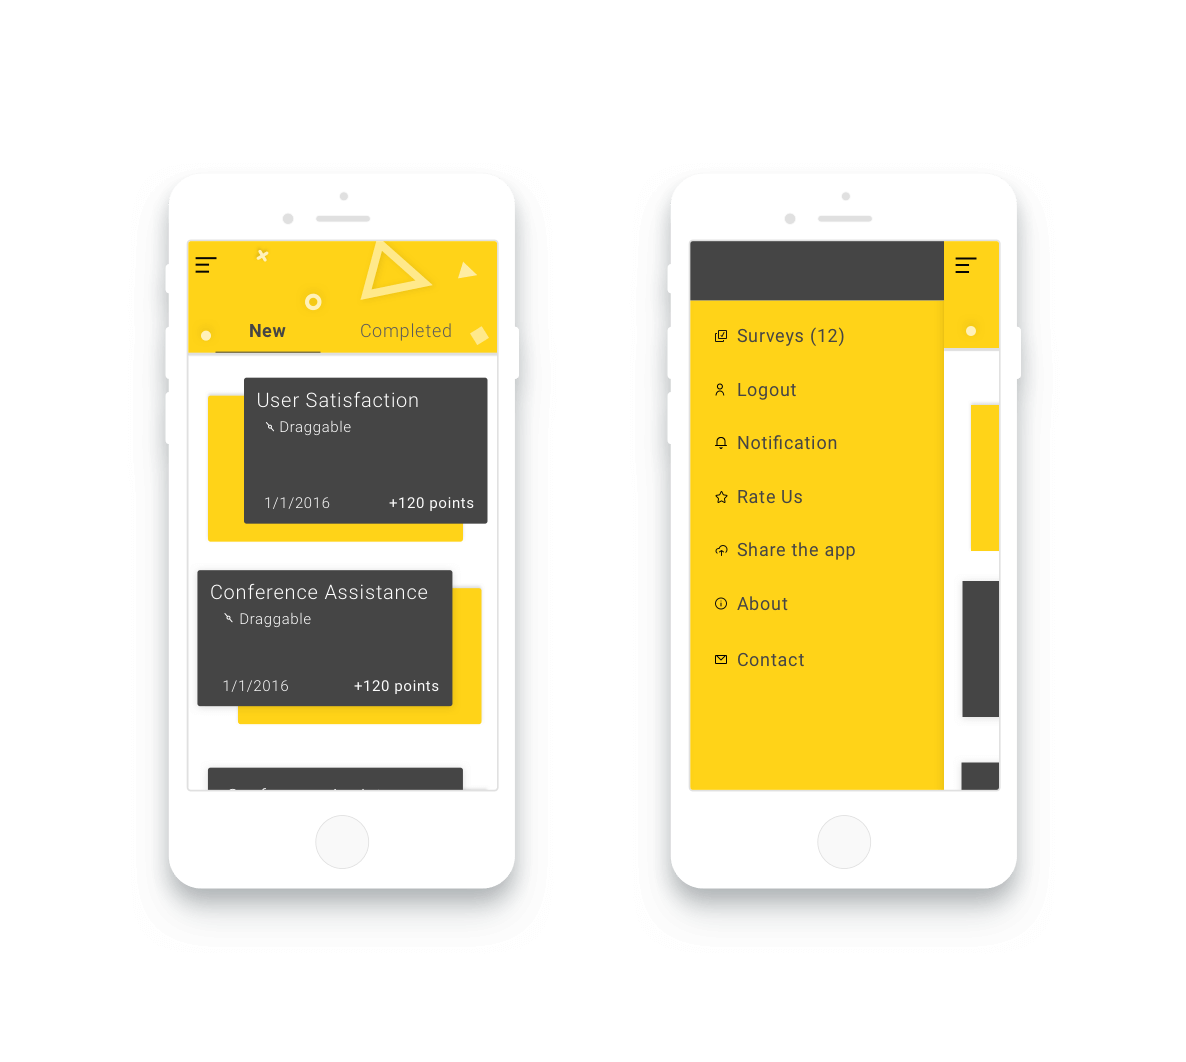 New
Completed
User Satisfaction
Draggable
1/1/2016
+120 points
Conference Assistance
Draggable
1/1/2016
+120 points
Surveys (12)
Logout
Notification
Rate Us
Share the app
About
Contact